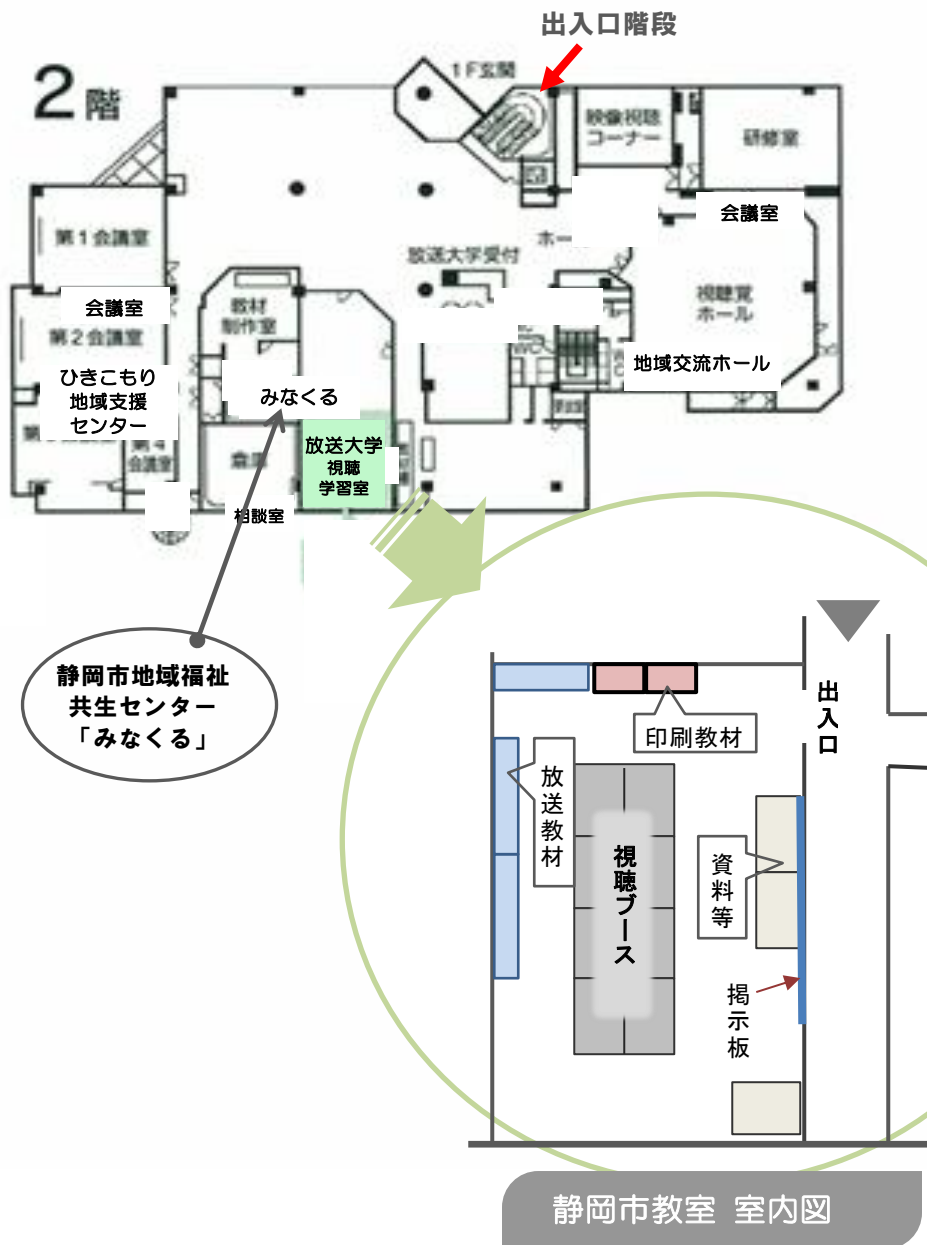 出入口階段
2階
1F玄関
映像視聴
コーナー
研修室
会議室
第1会議室
放送大学受付
ホー
会議室
教材
制作室
視聴覚
ホール
第2会議室
WC
地域交流ホール
ひきこもり
地域支援
センター
みなくる
放送大学
視聴
学習室
第4
会議室
倉庫
相談室
静岡市地域福祉
共生センター
「みなくる」
出入口
印刷教材
放送教材
視聴ブース
資料等
掲示板
静岡市教室 室内図